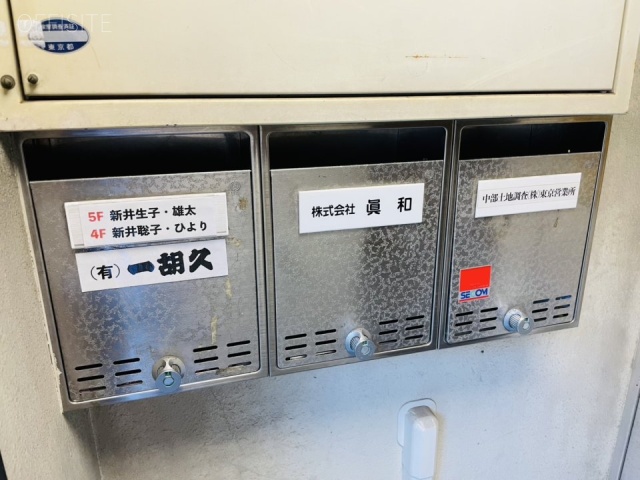 東京都
5F 新井生子・雄太
4F 新井聡子・ひより
(有)一胡久
株式会社 眞和
中部土地調査(株)東京営業所
SECOM